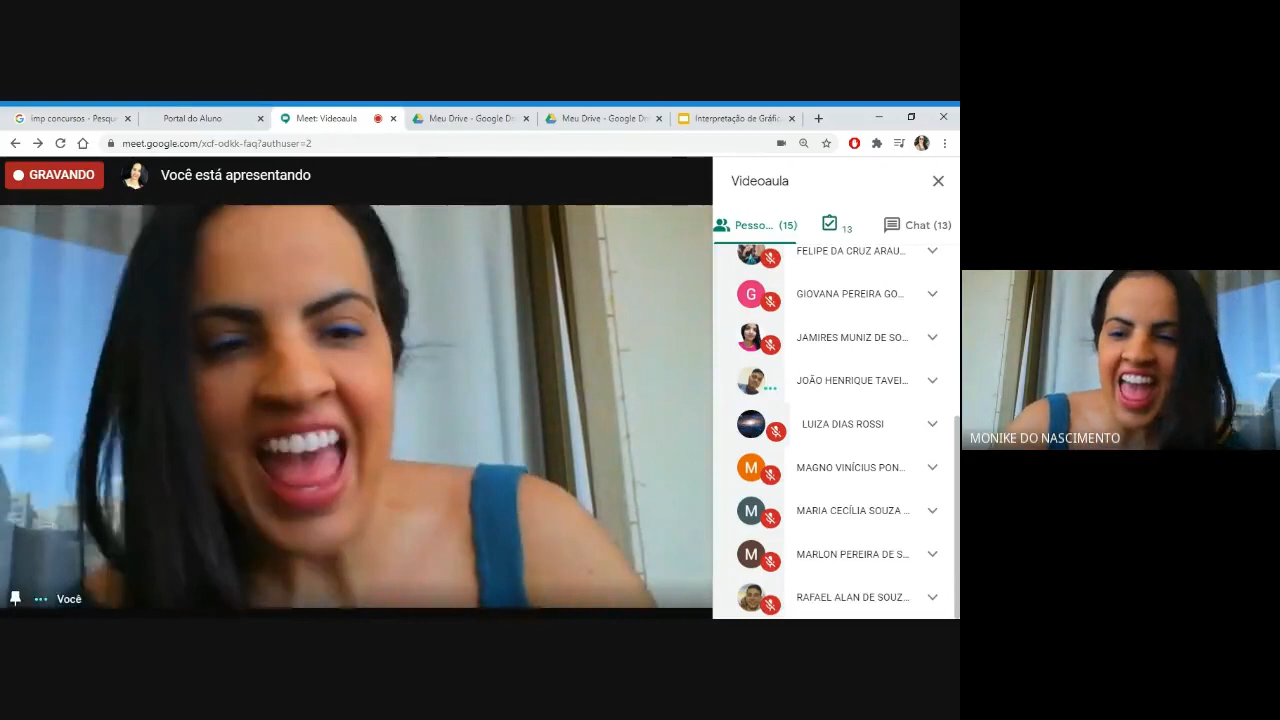 imp concursos - Pesqu
Portal do Aluno
Meet: Videoaula
Meu Drive - Google Dr
Meu Drive - Google Dr
Interpretação de Gráfic
meet.google.com/xcf-odkk-faq?authuser=2
GRAVANDO
Você está apresentando
Videoaula
Pesso... (15)
13
Chat (13)
FELIPE DA CRUZ ARAU...
G
GIOVANA PEREIRA GO...
JAMIRES MUNIZ DE SO...
JOÃO HENRIQUE TAVEI...
LUIZA DIAS ROSSI
M
MAGNO VINÍCIUS PON...
M
MARIA CECÍLIA SOUZA ...
M
MARLON PEREIRA DE S...
RAFAEL ALAN DE SOUZ...
Você
MONIKE DO NASCIMENTO